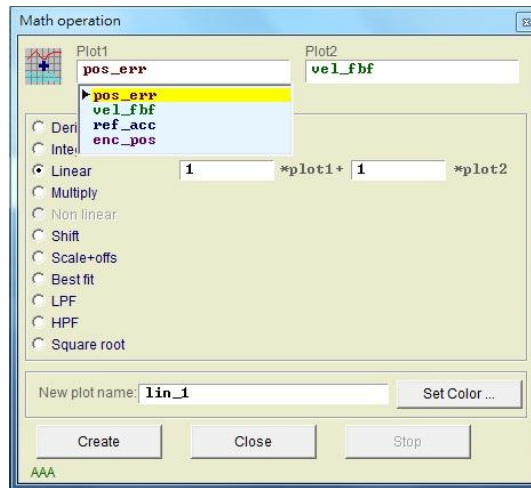 Math operation
Plot1 Plot2
pos_err vel_fbf
pos_err
vel_fbf
ref_acc
enc_pos
Linear 1 *plot1+ 1 *plot2
Multiply
Non linear
Shift
Scale+offs
Best fit
LPF
HPF
Square root
New plot name: lin_1 Set Color ...
Create Close Stop
AAA